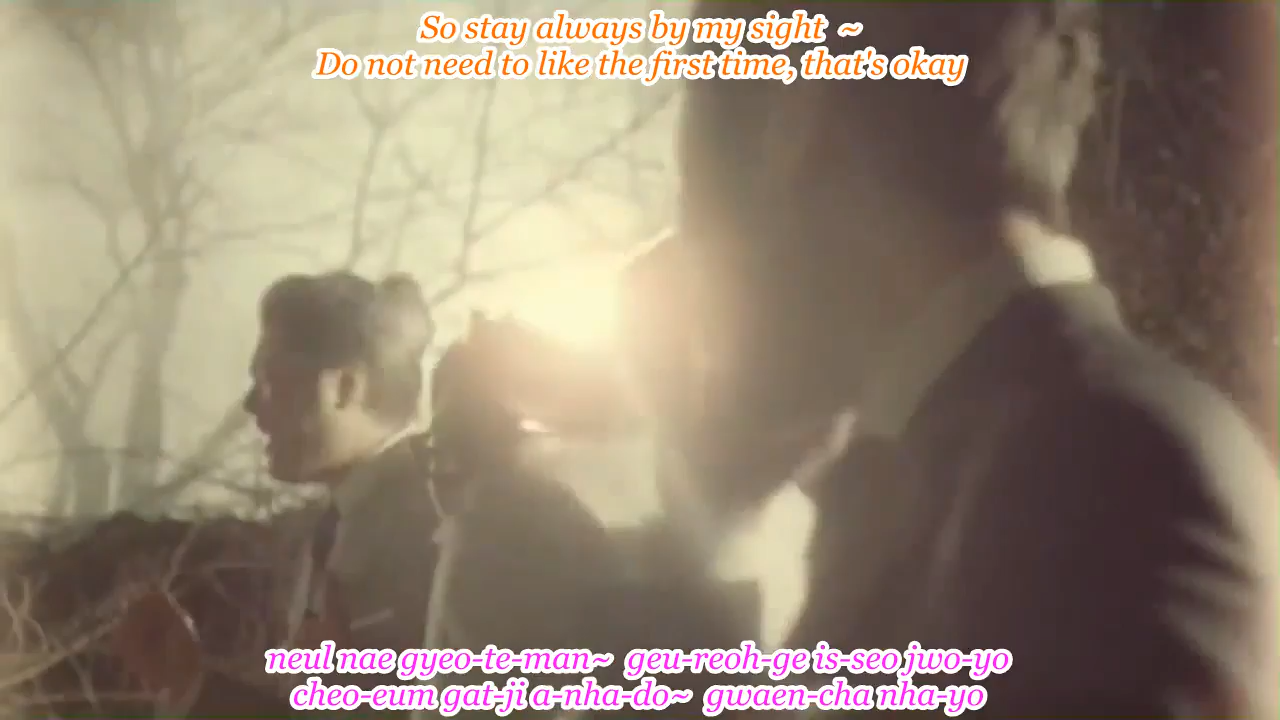 So stay always by my sight ~
Do not need to like the first time, that's okay
neul nae gyeo-te-man~ geu-reoh-ge is-seo jwo-yo
cheo-eum gat-ji a-nha-do~ gwaen-cha nha-yo